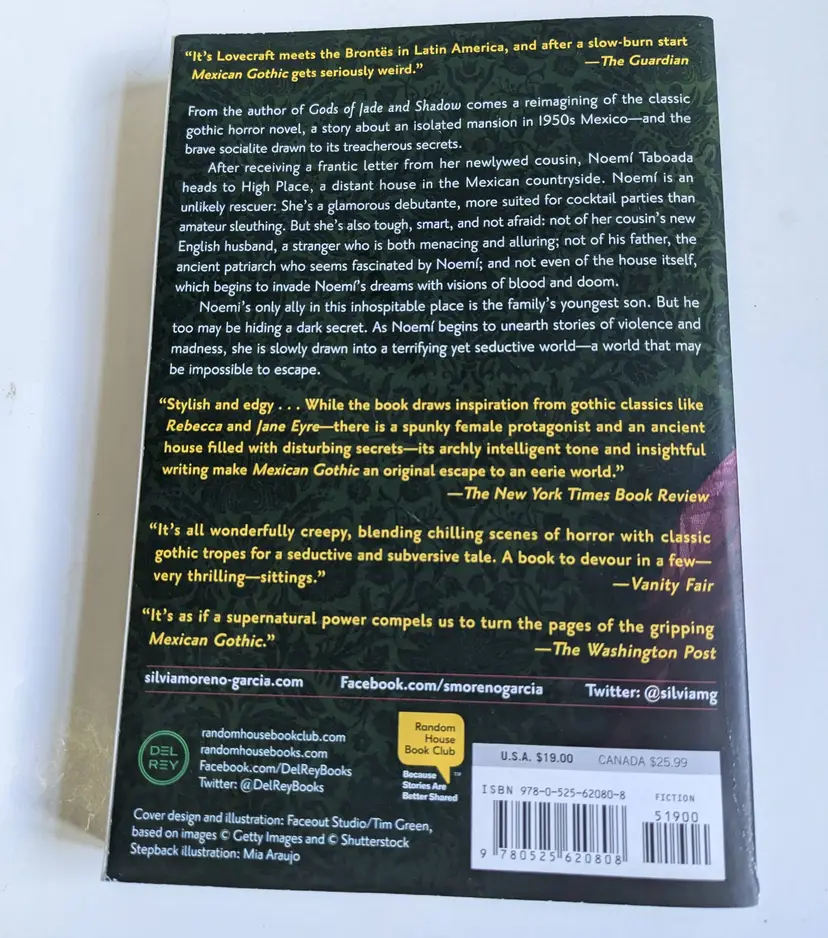 “It’s Lovecraft meets the Brontës in Latin America, and after a slow-burn start
Mexican Gothic gets seriously weird.” —The Guardian
From the author of Gods of Jade and Shadow comes a reimagining of the classic
gothic horror novel, a story about an isolated mansion in 1950s Mexico—and the
brave socialite drawn to its treacherous secrets.
After receiving a frantic letter from her newlywed cousin, Noemí Taboada
heads to High Place, a distant house in the Mexican countryside. Noemí is an
unlikely rescuer: She’s a glamorous debutante, more suited for cocktail parties than
amateur sleuthing. But she’s also tough, smart, and not afraid: not of her cousin’s new
English husband, a stranger who is both menacing and alluring; not of his father, the
ancient patriarch who seems fascinated by Noemí; and not even of the house itself,
which begins to invade Noemí’s dreams with visions of blood and doom.
Noemi’s only ally in this inhospitable place is the family’s youngest son. But he
too may be hiding a dark secret. As Noemí begins to unearth stories of violence and
madness, she is slowly drawn into a terrifying yet seductive world—a world that may
be impossible to escape.
“Stylish and edgy . . . While the book draws inspiration from gothic classics like
Rebecca and Jane Eyre—there is a spunky female protagonist and an ancient
house filled with disturbing secrets—its archly intelligent tone and insightful
writing make Mexican Gothic an original escape to an eerie world.”
—The New York Times Book Review
“It’s all wonderfully creepy, blending chilling scenes of horror with classic
gothic tropes for a seductive and subversive tale. A book to devour in a few—
very thrilling—sittings.” —Vanity Fair
“It’s as if a supernatural power compels us to turn the pages of the gripping
Mexican Gothic.” —The Washington Post
silviamoreno-garcia.com Facebook.com/smorenogarcia Twitter: @silviamg
DEL
REY
randomhousebookclub.com
randomhousebooks.com
Facebook.com/DelReyBooks
Twitter: @DelReyBooks
Random
House
Book Club
Because
Stories Are
Better Shared™
Cover design and illustration: Faceout Studio/Tim Green,
based on images © Getty Images and © Shutterstock
Stepback illustration: Mia Araujo
U.S.A. $19.00 CANADA $25.99
ISBN 978-0-525-62080-8
FICTION
51900
9 780525 620808